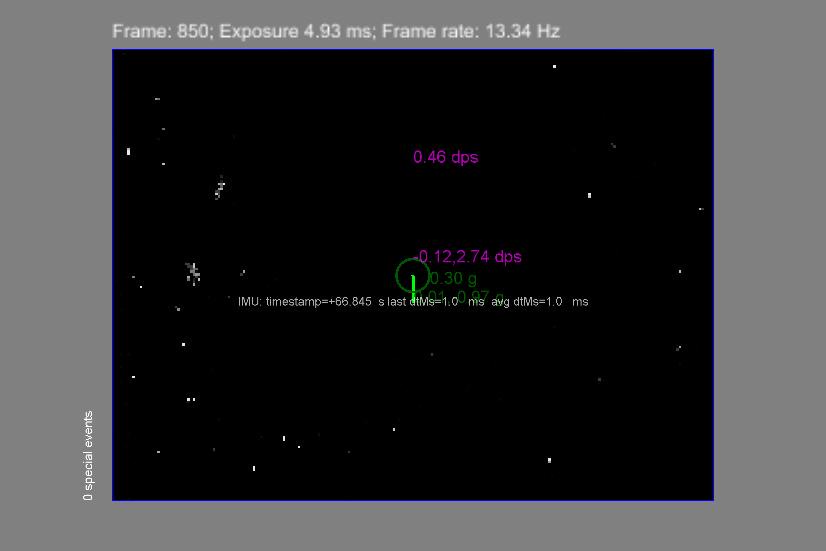 Frame: 850; Exposure 4.93 ms; Frame rate: 13.34 Hz
0.46 dps
-0.12,2.74 dps
0.30 g
IMU: timestamp=+66.845 s last dtMs=1.0 ms avg dtMs=1.0 ms
0 special events